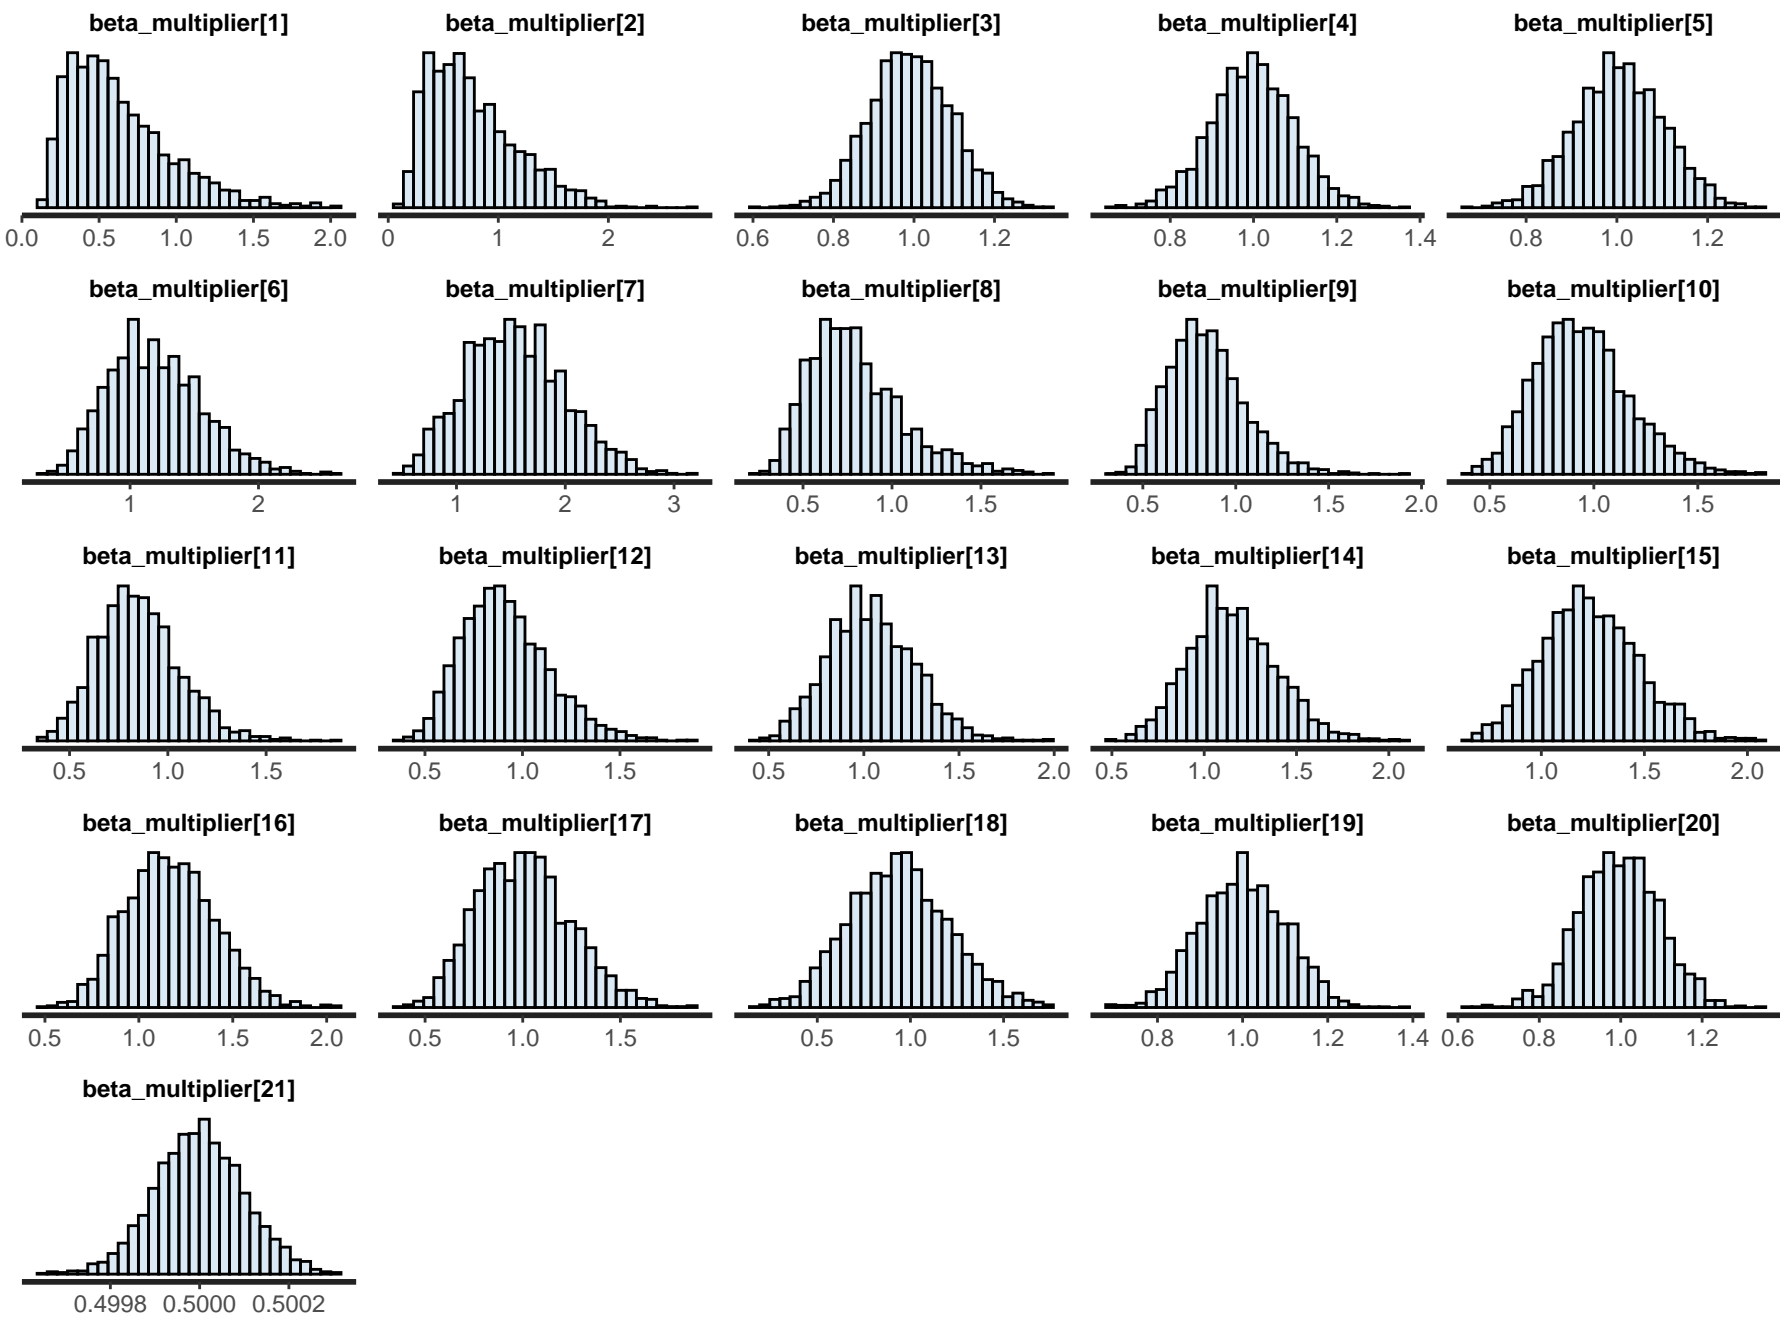 beta_multiplier[1] beta_multiplier[2] beta_multiplier[3] beta_multiplier[4] beta_multiplier[5]
0.0 0.5 1.0 1.5 2.0 0 1 2 0.6 0.8 1.0 1.2 0.8 1.0 1.2 1.4 0.8 1.0 1.2
beta_multiplier[6] beta_multiplier[7] beta_multiplier[8] beta_multiplier[9] beta_multiplier[10]
1 2 1 2 3 0.5 1.0 1.5 0.5 1.0 1.5 2.0 0.5 1.0 1.5
beta_multiplier[11] beta_multiplier[12] beta_multiplier[13] beta_multiplier[14] beta_multiplier[15]
0.5 1.0 1.5 0.5 1.0 1.5 0.5 1.0 1.5 2.0 0.5 1.0 1.5 2.0 1.0 1.5 2.0
beta_multiplier[16] beta_multiplier[17] beta_multiplier[18] beta_multiplier[19] beta_multiplier[20]
0.5 1.0 1.5 2.0 0.5 1.0 1.5 0.5 1.0 1.5 0.8 1.0 1.2 1.4 0.6 0.8 1.0 1.2
beta_multiplier[21]
0.4998 0.5000 0.5002